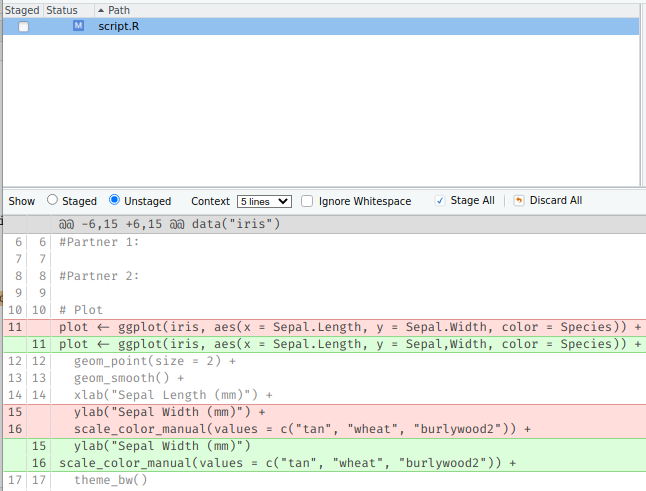 Staged Status Path
M script.R
Show Staged Unstaged Context 5 lines Ignore Whitespace Stage All Discard All
@@ -6,15 +6,15 @@ data("iris")
6 6 #Partner 1:
7 7
8 8 #Partner 2:
9 9
10 10 # Plot
11 plot <- ggplot(iris, aes(x = Sepal.Length, y = Sepal.Width, color = Species)) +
11 plot <- ggplot(iris, aes(x = Sepal.Length, y = Sepal,Width, color = Species)) +
12 12 geom_point(size = 2) +
13 13 geom_smooth() +
14 14 xlab("Sepal Length (mm)") +
15 ylab("Sepal Width (mm)") +
16 scale_color_manual(values = c("tan", "wheat", "burlywood2")) +
15 ylab("Sepal Width (mm)")
16 scale_color_manual(values = c("tan", "wheat", "burlywood2")) +
17 17 theme_bw()